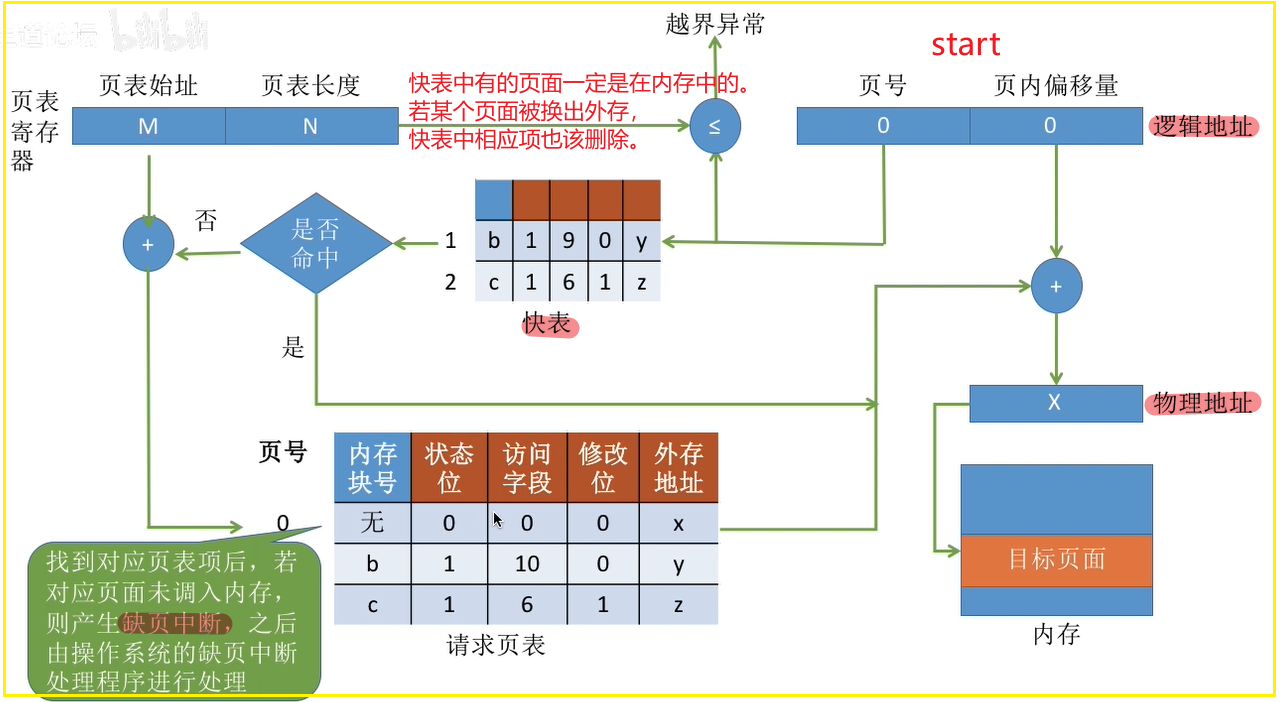 bilibili
越界异常
start
页表始址 页表长度
快表中有的页面一定是在内存中的。
若某个页面被换出外存，
快表中相应项也该删除。
页号 页内偏移量
页表
寄存
器
M N
≤
0 0
逻辑地址
+
否
是否
命中
1 b 1 9 0 y
2 c 1 6 1 z
快表
+
是
X
物理地址
页号
内存块号 状态位 访问字段 修改位 外存地址
0 无 0 0 0 x
b 1 10 0 y
c 1 6 1 z
请求页表
找到对应页表项后，若
对应页面未调入内存，
则产生缺页中断，之后
由操作系统的缺页中断
处理程序进行处理
目标页面
内存